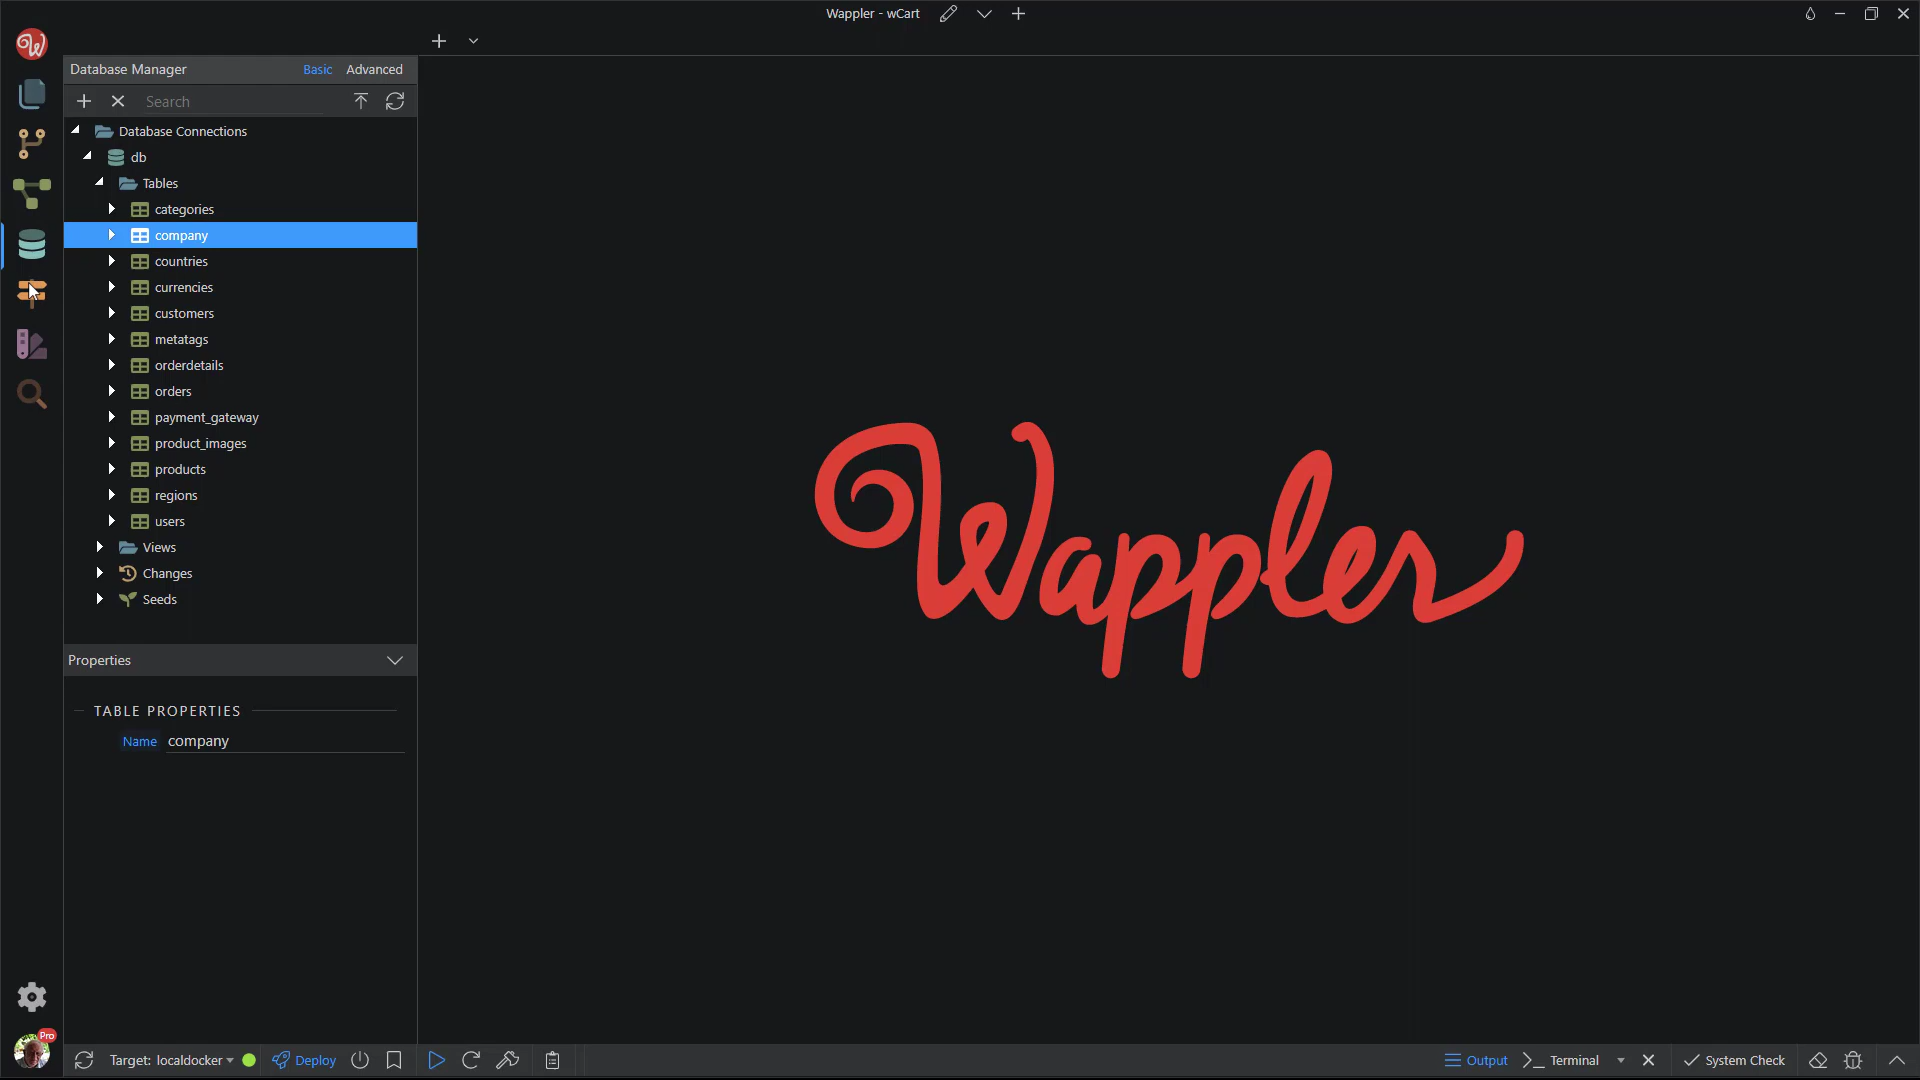 Wappler - wCart
Database Manager
Basic
Advanced
Search
Database Connections
db
Tables
categories
company
countries
currencies
customers
metatags
orderdetails
orders
payment_gateway
product_images
products
regions
users
Views
Changes
Seeds
Wappler
Properties
TABLE PROPERTIES
Name company
Pro
Target: localdocker
Deploy
Output
Terminal
System Check